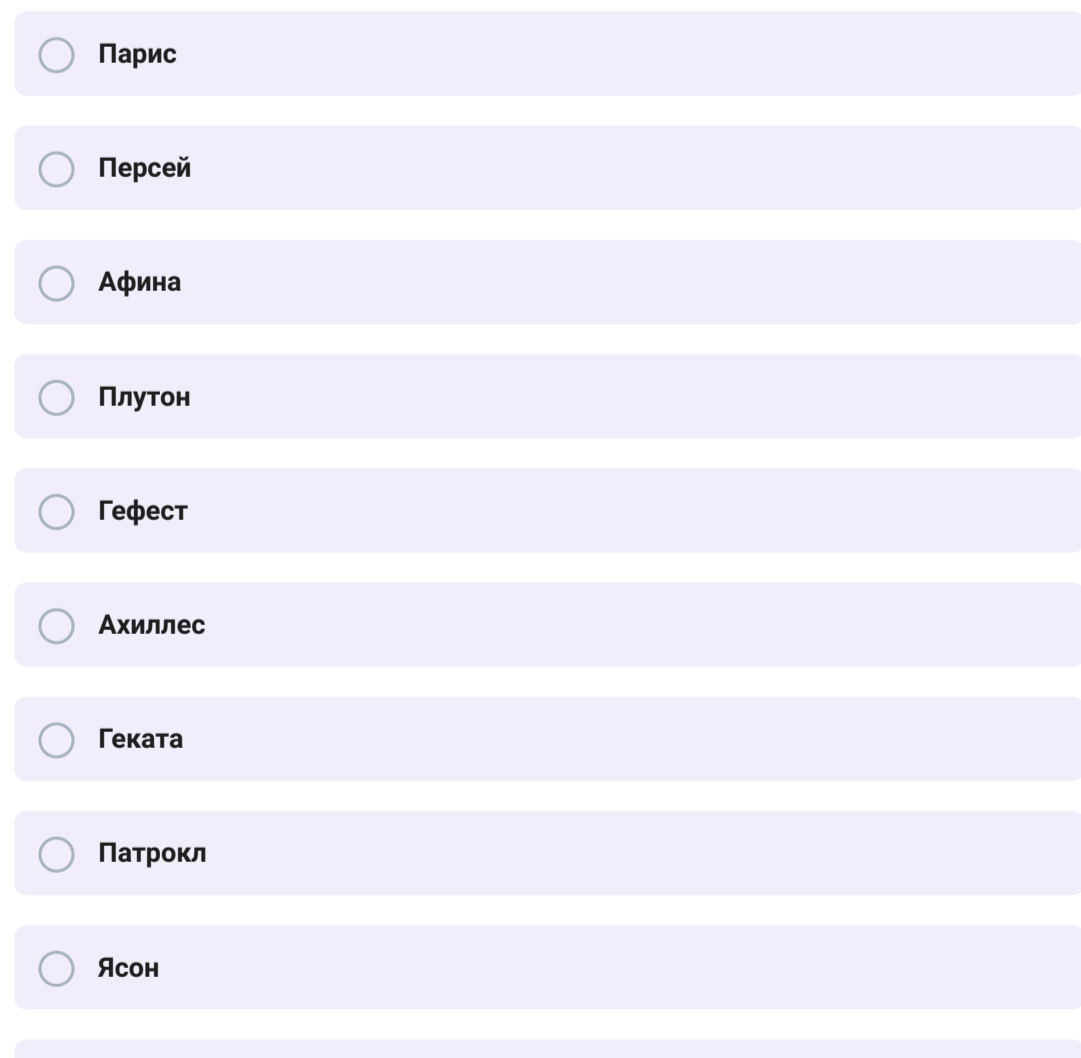 Парис
Персей
Афина
Плутон
Гефест
Ахиллес
Геката
Патрокл
Ясон